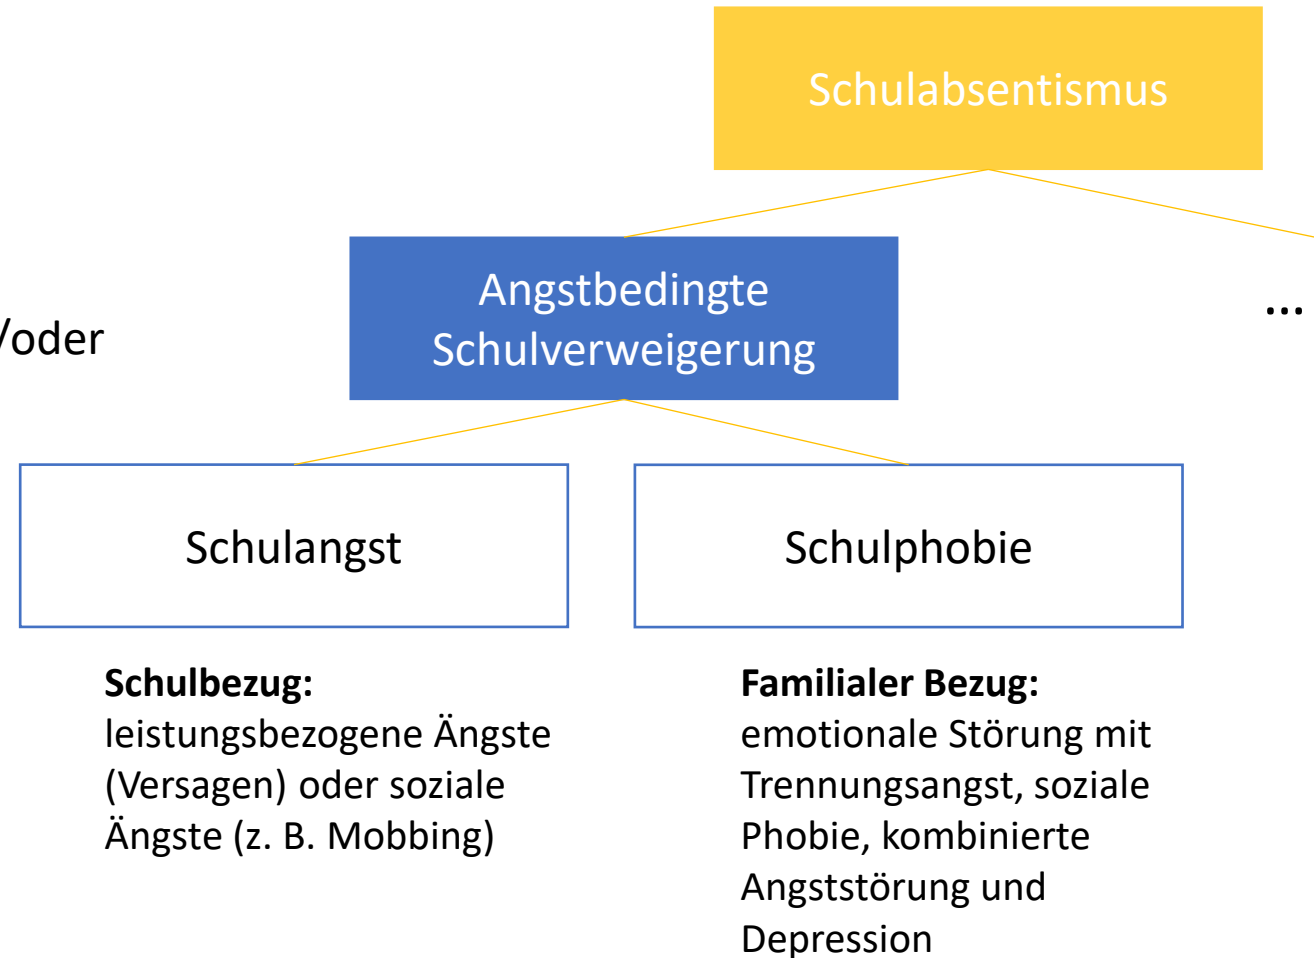 Schulabsentismus
Angstbedingte
Schulverweigerung
...
/oder
Schulangst
Schulphobie
Schulbezug:
leistungsbezogene Ängste
(Versagen) oder soziale
Ängste (z. B. Mobbing)
Familialer Bezug:
emotionale Störung mit
Trennungsangst, soziale
Phobie, kombinierte
Angststörung und
Depression